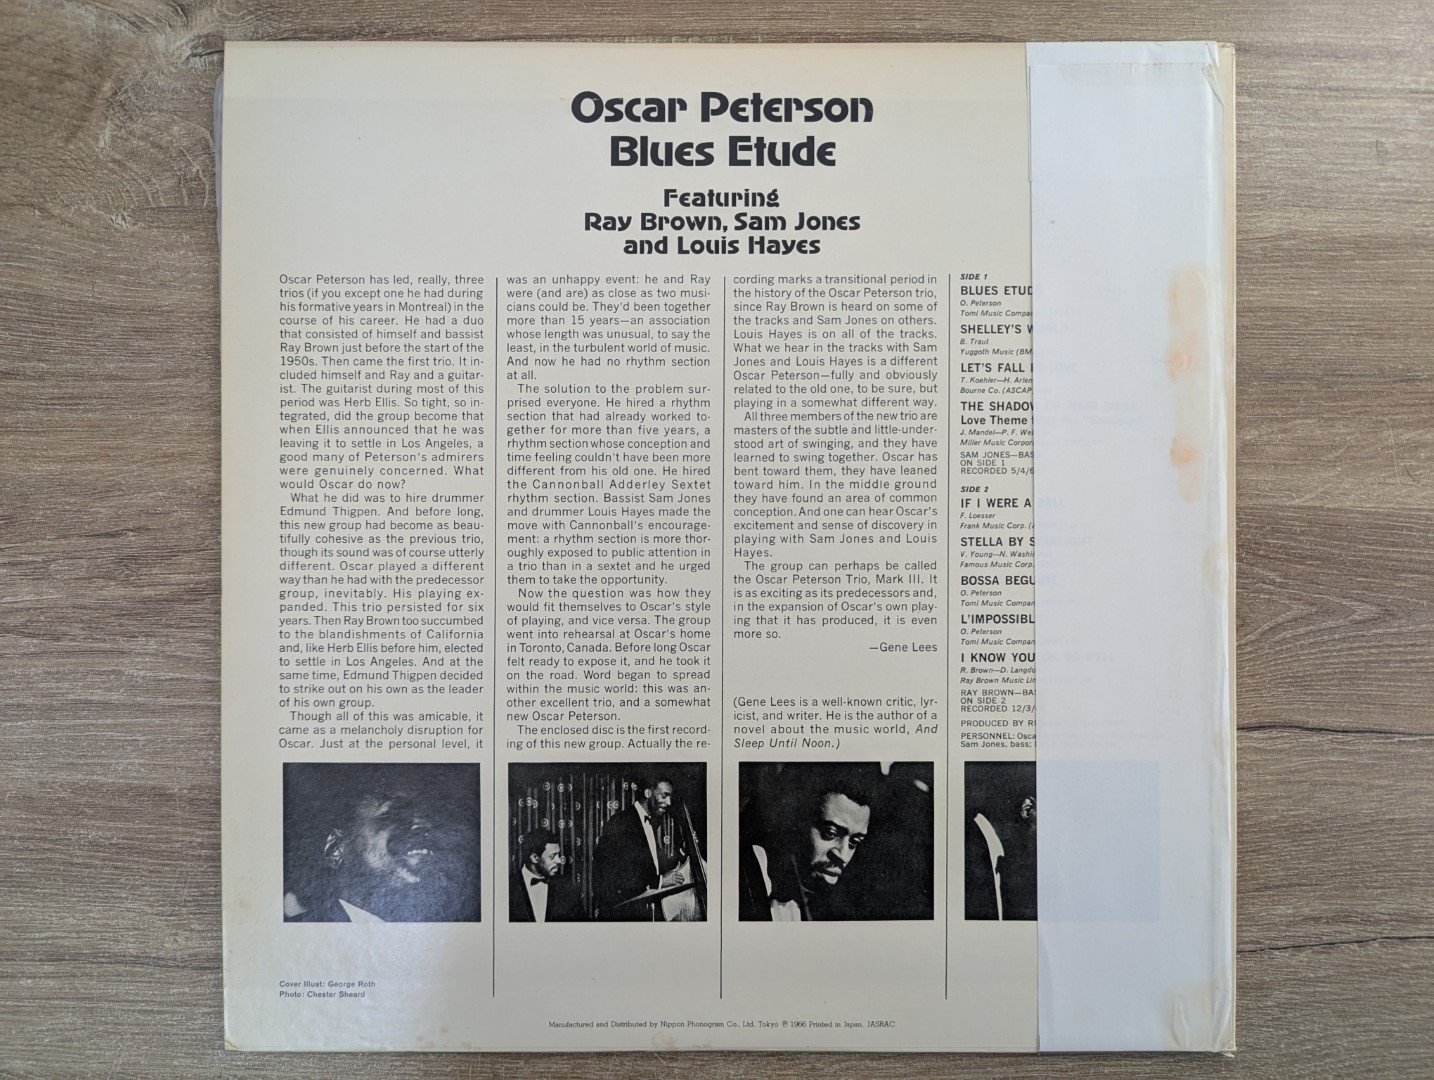 Oscar Peterson
Blues Etude
Featuring
Ray Brown, Sam Jones
and Louis Hayes
Oscar Peterson has led, really, three
trios (if you except one he had during
his formative years in Montreal) in the
course of his career. He had a duo
that consisted of himself and bassist
Ray Brown just before the start of the
1950s. Then came the first trio. It in-
cluded himself and Ray and a guitar-
ist. The guitarist during most of this
period was Herb Ellis. So tight, so in-
tegrated, did the group become that
when Ellis announced that he was
leaving it to settle in Los Angeles, a
good many of Peterson's admirers
were genuinely concerned. What
would Oscar do now?
What he did was to hire drummer
Edmund Thigpen. And before long,
this new group had become as beau-
tifully cohesive as the previous trio,
though its sound was of course utterly
different. Oscar played a different
way than he had with the predecessor
group, inevitably. His playing ex-
panded. This trio persisted for six
years. Then Ray Brown too succumbed
to the blandishments of California
and, like Herb Ellis before him, elected
to settle in Los Angeles. And at the
same time, Edmund Thigpen decided
to strike out on his own as the leader
of his own group.
Though all of this was amicable, it
came as a melancholy disruption for
Oscar. Just at the personal level, it
was an unhappy event: he and Ray
were (and are) as close as two musi-
cians could be. They'd been together
more than 15 years—an association
whose length was unusual, to say the
least, in the turbulent world of music.
And now he had no rhythm section
at all.
The solution to the problem sur-
prised everyone. He hired a rhythm
section that had already worked to-
gether for more than five years, a
rhythm section whose conception and
time feeling couldn't have been more
different from his old one. He hired
the Cannonball Adderley Sextet
rhythm section. Bassist Sam Jones
and drummer Louis Hayes made the
move with Cannonball's encourage-
ment: a rhythm section is more thor-
oughly exposed to public attention in
a trio than in a sextet and he urged
them to take the opportunity.
Now the question was how they
would fit themselves to Oscar's style
of playing, and vice versa. The group
went into rehearsal at Oscar's home
in Toronto, Canada. Before long Oscar
felt ready to expose it, and he took it
on the road. Word began to spread
within the music world: this was an-
other excellent trio, and a somewhat
new Oscar Peterson.
The enclosed disc is the first record-
ing of this new group. Actually the re-
cording marks a transitional period in
the history of the Oscar Peterson trio,
since Ray Brown is heard on some of
the tracks and Sam Jones on others.
Louis Hayes is on all of the tracks.
What we hear in the tracks with Sam
Jones and Louis Hayes is a different
Oscar Peterson—fully and obviously
related to the old one, to be sure, but
playing in a somewhat different way.
All three members of the new trio are
masters of the subtle and little-under-
stood art of swinging, and they have
learned to swing together. Oscar has
bent toward them, they have leaned
toward him. In the middle ground
they have found an area of common
conception. And one can hear Oscar's
excitement and sense of discovery in
playing with Sam Jones and Louis
Hayes.
The group can perhaps be called
the Oscar Peterson Trio, Mark III. It
is as exciting as its predecessors and,
in the expansion of Oscar's own play-
ing that it has produced, it is even
more so.
—Gene Lees
(Gene Lees is a well-known critic, lyr-
icist, and writer. He is the author of a
novel about the music world, And
Sleep Until Noon.)
SIDE 1
BLUES ETUD
O. Peterson
Tomi Music Compan
SHELLEY'S W
B. Traut
Yuggoth Music (BM
LET'S FALL
T. Koehler—H. Arlen
Bourne Co. (ASCAP
THE SHADOW
Love Theme
J. Mandel—P. F. We
Miller Music Corpor
SAM JONES—BAS
ON SIDE 1
RECORDED 5/4/6
SIDE 2
IF I WERE A
F. Loesser
Frank Music Corp. (
STELLA BY S
V. Young—N. Washi
Famous Music Corp.
BOSSA BEGU
O. Peterson
Tomi Music Compan
L'IMPOSSIBL
O. Peterson
Tomi Music Compan
I KNOW YOU
R. Brown—D. Langdo
Ray Brown Music
RAY BROWN—BA
ON SIDE 2
RECORDED 12/3/
PRODUCED BY
PERSONNEL: Osca
Sam Jones, bass;
Cover Illust: George Roth
Photo: Chester Sheard
Manufactured and Distributed by Nippon Phonogram Co., Ltd. Tokyo ℗ 1966 Printed in Japan. JASRAC